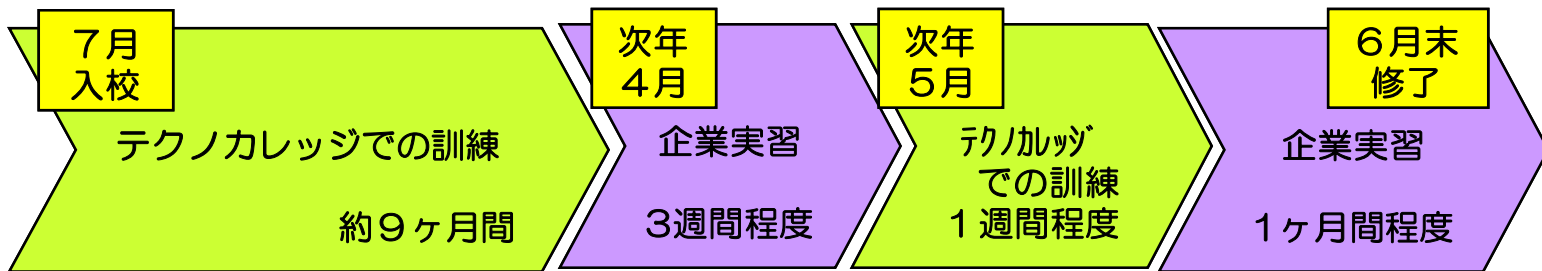 ７月
入校
テクノカレッジでの訓練
約９ヶ月間
次年
４月
企業実習
３週間程度
次年
５月
ﾃｸﾉｶﾚｯｼﾞ
での訓練
１週間程度
６月末
修了
企業実習
１ヶ月間程度